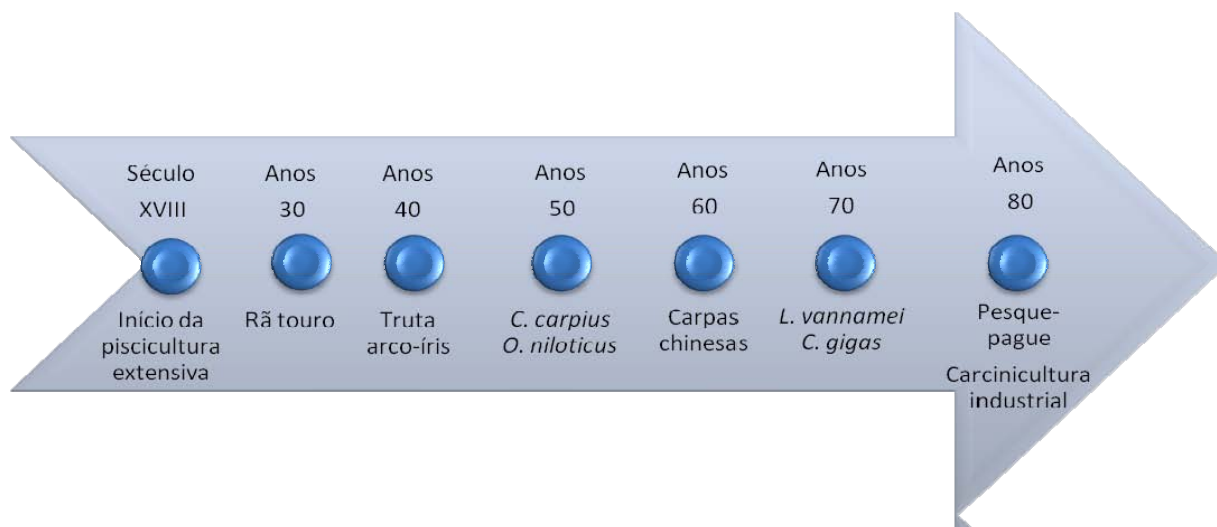 Século
XVIII
Início da
piscicultura
extensiva
Anos
30
Rã touro
Anos
40
Truta
arco-íris
Anos
50
C. carpius
O. niloticus
Anos
60
Carpas
chinesas
Anos
70
L. vannamei
C. gigas
Anos
80
Pesque-
pague
Carcinicultura
industrial